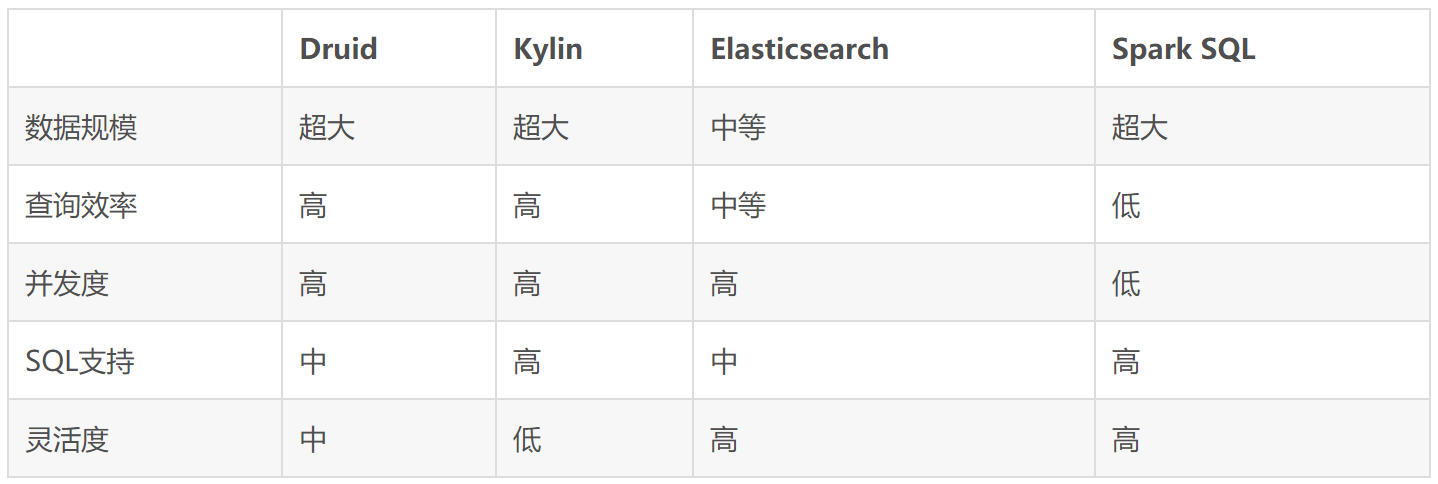 Druid Kylin Elasticsearch Spark SQL
数据规模 超大 超大 中等 超大
查询效率 高 高 中等 低
并发度 高 高 高 低
SQL支持 中 高 中 高
灵活度 中 低 高 高